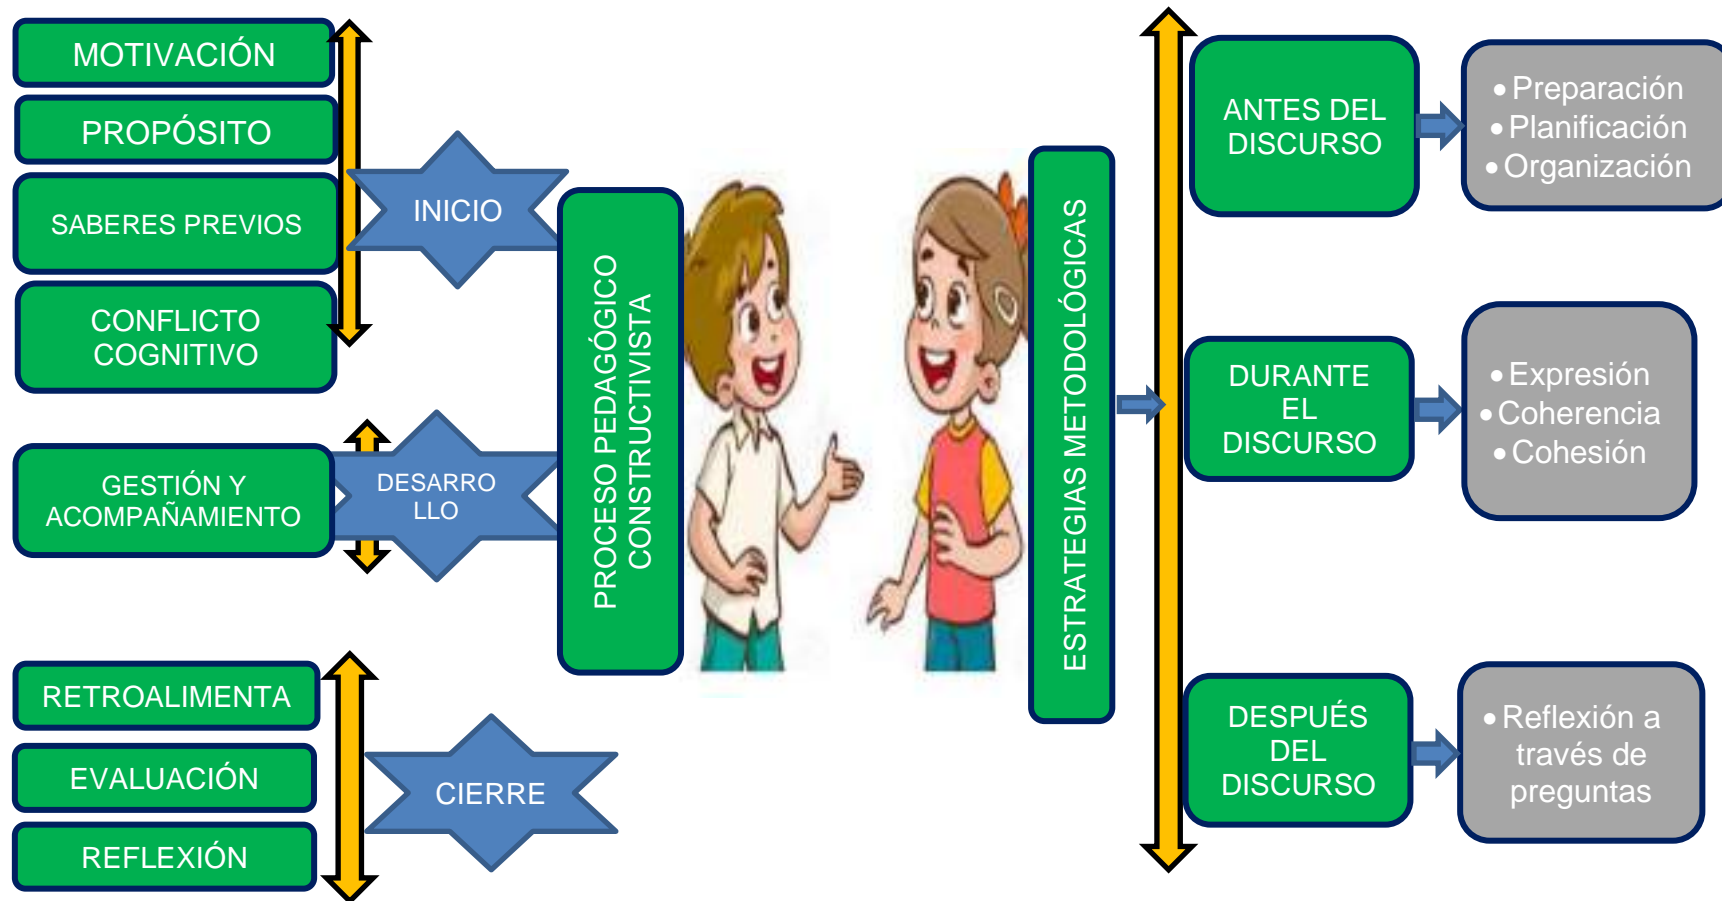 MOTIVACIÓN
PROPÓSITO
SABERES PREVIOS
CONFLICTO
COGNITIVO
INICIO
GESTIÓN Y
ACOMPAÑAMIENTO
DESARRO
LLO
RETROALIMENTA
EVALUACIÓN
REFLEXIÓN
CIERRE
PROCESO PEDAGÓGICO
CONSTRUCTIVISTA
ESTRATEGIAS METODOLÓGICAS
ANTES DEL
DISCURSO
• Preparación
• Planificación
• Organización
DURANTE
EL
DISCURSO
• Expresión
• Coherencia
• Cohesión
DESPUÉS
DEL
DISCURSO
• Reflexión a
través de
preguntas